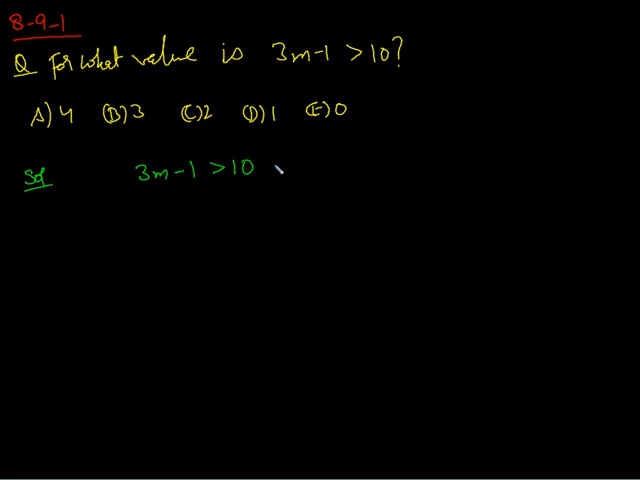 8-9-1
Q for what value is 3m-1 > 10?
A) 4 (B) 3 (C) 2 (D) 1 (E) 0
Sol 3m-1 > 10